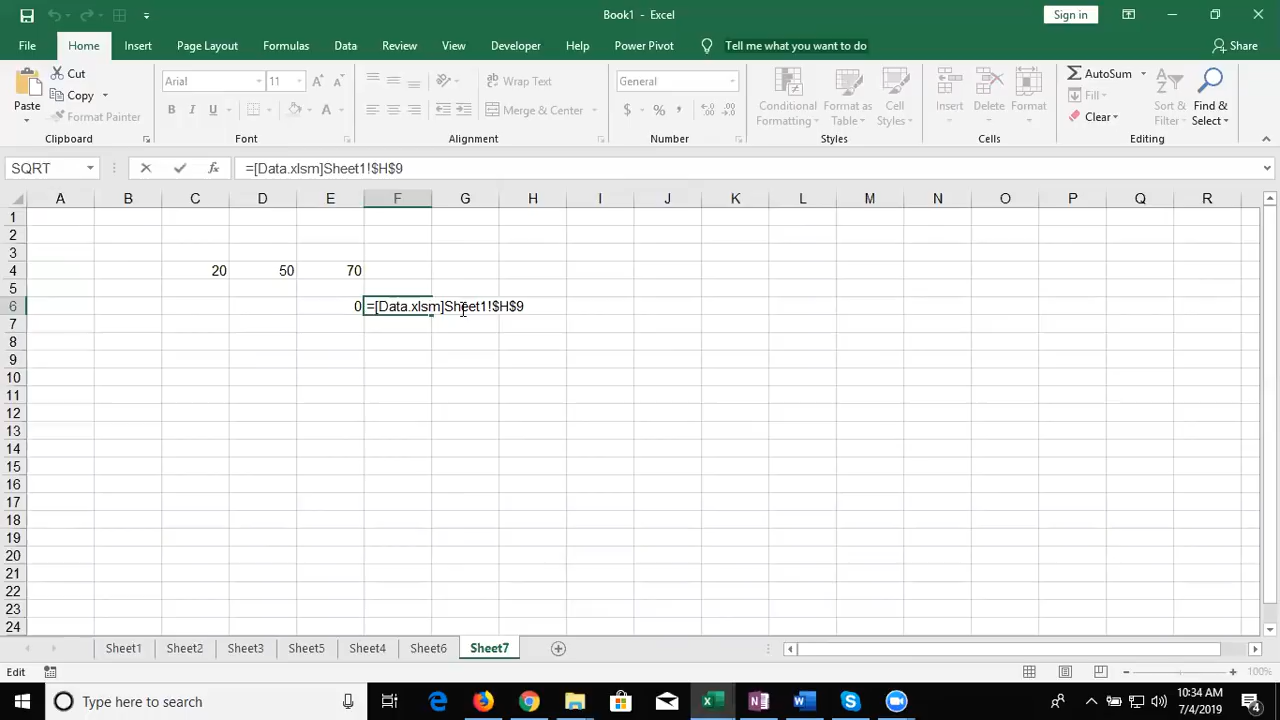 Book1 - Excel
Sign in
File Home Insert Page Layout Formulas Data Review View Developer Help Power Pivot Tell me what you want to do Share
Paste
Cut
Copy
Format Painter
Clipboard
Arial 11
B I U
Font
Wrap Text
Merge & Center
Alignment
General
Number
Conditional Formatting
Format as Table
Cell Styles
Styles
Insert Delete Format
Cells
AutoSum
Fill
Clear
Sort & Filter
Find & Select
Editing
SQRT =[Data.xlsm]Sheet1!$H$9
A B C D E F G H I J K L M N O P Q R
1
2
3
4 20 50 70
5
6 0 =[Data.xlsm]Sheet1!$H$9
7
8
9
10
11
12
13
14
15
16
17
18
19
20
21
22
23
24
Sheet1 Sheet2 Sheet3 Sheet5 Sheet4 Sheet6 Sheet7
Edit 100%
Type here to search
10:34 AM
7/4/2019
4